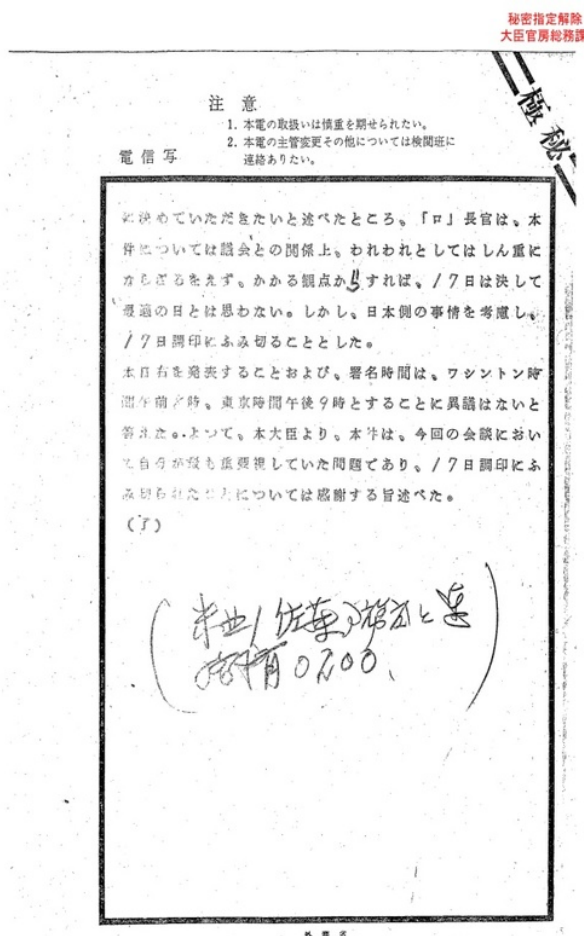 秘密指定解除
大臣官房総務課
極秘
注意
1. 本電の取扱いは慎重を期せられたい。
2. 本電の主管変更その他については検閲班に
連絡ありたい。
電信写
に決めていただきたいと述べたところ、「ロ」長官は、本
件については議会との関係上、われわれとしてはしん重に
ならざるをえず、かかる観点からすれば、17日は決して
最適の日とは思わない。しかし、日本側の事情を考慮し、
17日調印にふみ切ることとした。
本日右を発表することおよび、署名時間は、ワシントン時
間午前 時、東京時間午後9時とすることに異議はないと
答えた。よつて、本大臣より、本件は、今回の会談におい
て自分が最も重要視していた問題であり、17日調印にふ
み切られたことについては感謝する旨述べた。
(了)
外務省